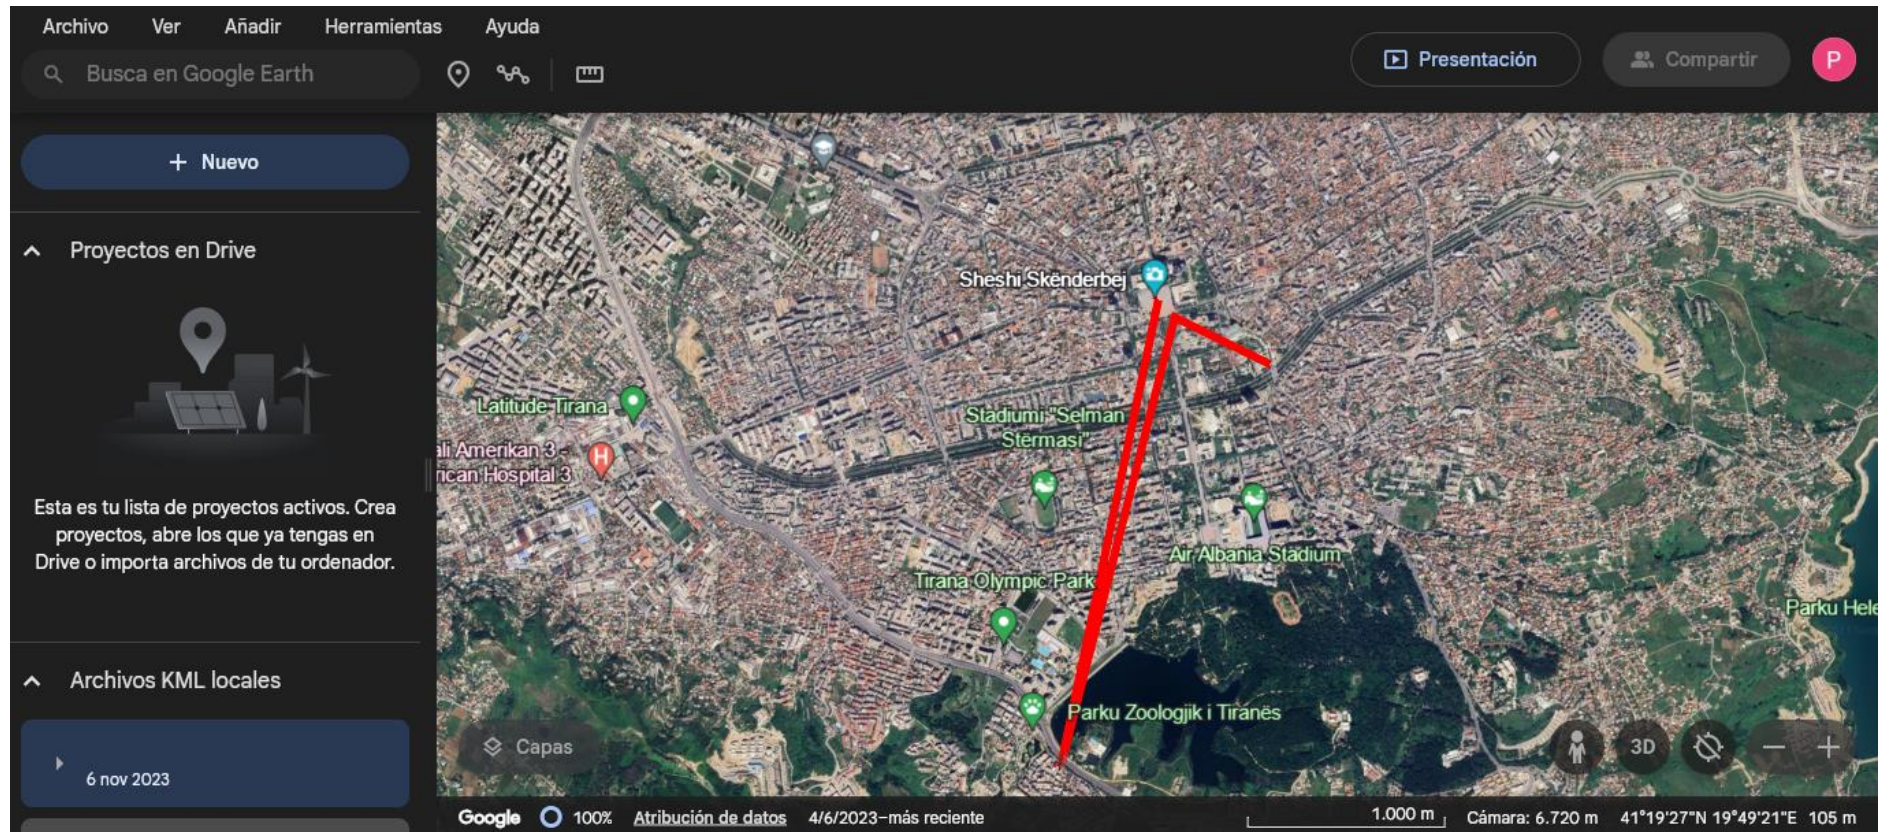 Archivo Ver Añadir Herramientas Ayuda
Busca en Google Earth
Presentación
Compartir
P
+ Nuevo
Proyectos en Drive
Esta es tu lista de proyectos activos. Crea
proyectos, abre los que ya tengas en
Drive o importa archivos de tu ordenador.
Archivos KML locales
6 nov 2023
Sheshi Skënderbej
Latitude Tirana
ali Amerikan 3 -
rican Hospital 3
H
Stadiumi "Selman
Stërmasi"
Air Albania Stadium
Tirana Olympic Park
Parku Hele
Parku Zoologjik i Tiranës
Capas
3D
Google 100% Atribución de datos 4/6/2023–más reciente 1.000 m Cámara: 6.720 m 41°19'27"N 19°49'21"E 105 m